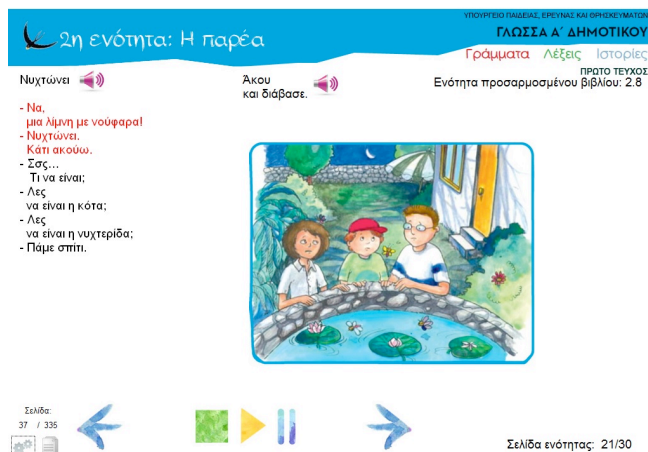 ΥΠΟΥΡΓΕΙΟ ΠΑΙΔΕΙΑΣ, ΕΡΕΥΝΑΣ ΚΑΙ ΘΡΗΣΚΕΥΜΑΤΩΝ
ΓΛΩΣΣΑ Α΄ ΔΗΜΟΤΙΚΟΥ
2η ενότητα: Η παρέα
Γράμματα Λέξεις Ιστορίες
ΠΡΩΤΟ ΤΕΥΧΟΣ
Ενότητα προσαρμοσμένου βιβλίου: 2.8
Νυχτώνει
Άκου
και διάβασε.
- Να,
μια λίμνη με νούφαρα!
- Νυχτώνει.
Κάτι ακούω.
- Σσς...
Τι να είναι;
- Λες
να είναι η κότα;
- Λες
να είναι η νυχτερίδα;
- Πάμε σπίτι.
Σελίδα:
37 / 335
Σελίδα ενότητας: 21/30